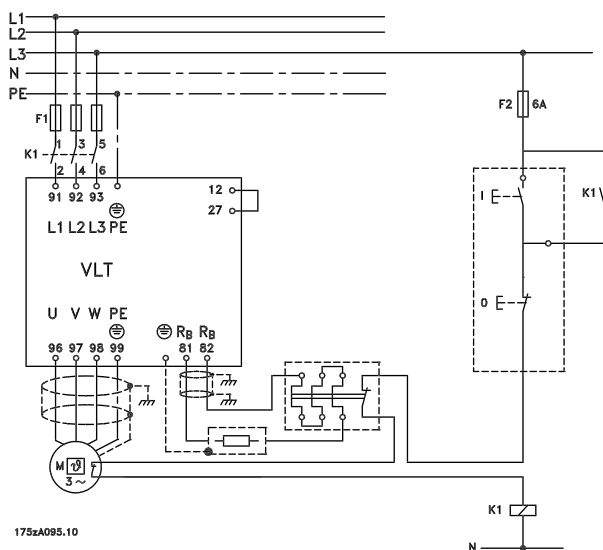 L1
L2
L3
N
PE
F1
F2 6A
1 3 5
K1
2 4 6
91 92 93
12
27
L1 L2 L3 PE
VLT
I
K1
O
U V W PE
RB RB
96 97 98 99
81 82
M ϑ
3 ~
K1
175zA095.10
N